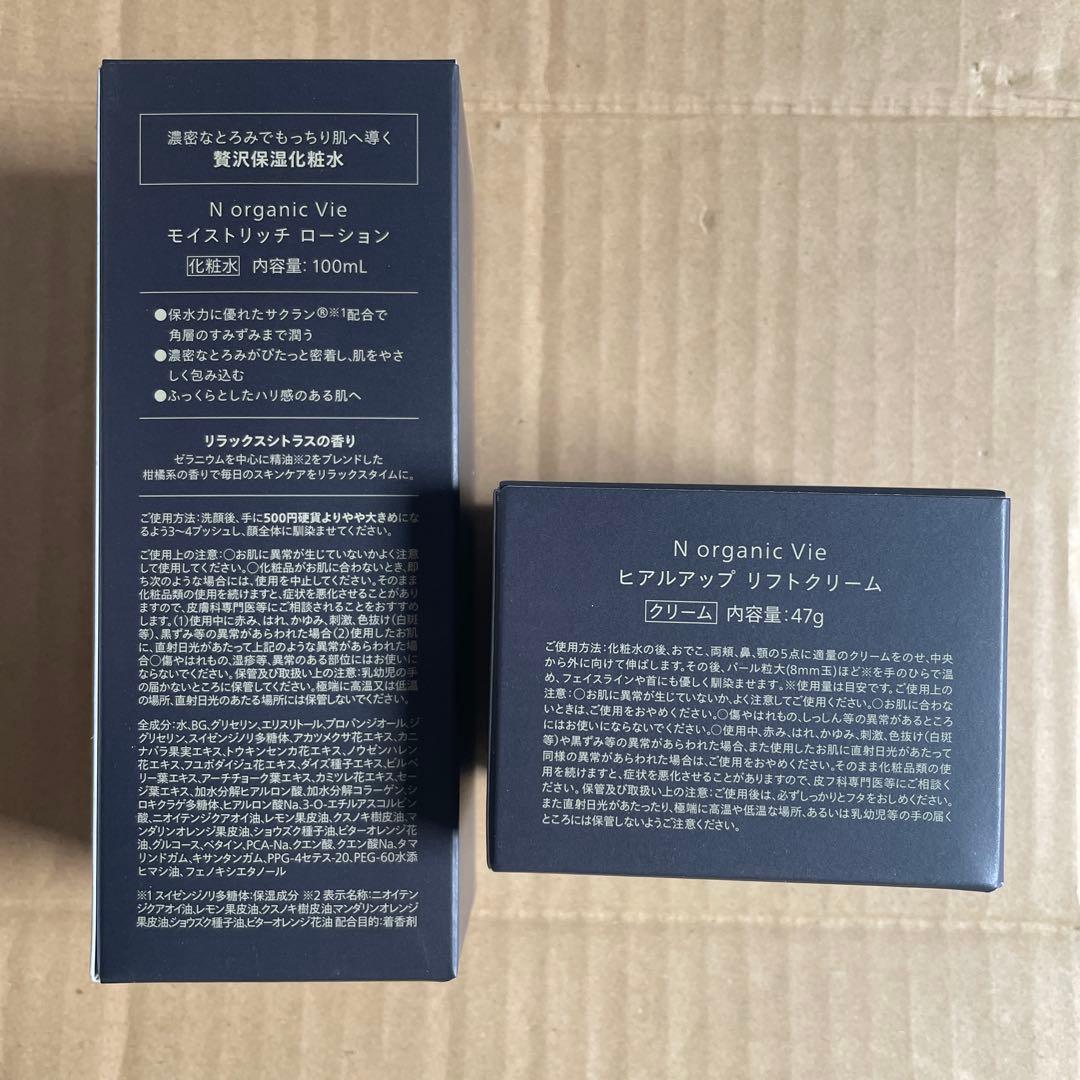 濃密なとろみでもっちり肌へ導く
贅沢保湿化粧水
N organic Vie
モイストリッチ ローション
化粧水 内容量:100mL
●保水力に優れたサクラン®※1配合で
角層のすみずみまで潤う
●濃密なとろみがぴたっと密着し、肌をやさ
しく包み込む
●ふっくらとしたハリ感のある肌へ
リラックスシトラスの香り
ゼラニウムを中心に精油※2をブレンドした
柑橘系の香りで毎日のスキンケアをリラックスタイムに。
ご使用方法:洗顔後、手に500円硬貨よりやや大きめにな
るよう3〜4プッシュし、顔全体に馴染ませてください。
ご使用上の注意:○お肌に異常が生じていないかよく注意
して使用してください。○化粧品がお肌に合わないとき、即
ち次のような場合には、使用を中止してください。そのまま
化粧品類の使用を続けますと、症状を悪化させることがあり
ますので、皮膚科専門医等にご相談されることをおすすめ
します。(1)使用中に赤み、はれ、かゆみ、刺激、色抜け(白斑
等)、黒ずみ等の異常があらわれた場合(2)使用したお肌
に、直射日光があたって上記のような異常があらわれた場
合○傷やはれもの、湿疹等、異常のある部位にはお使いに
ならないでください。保管及び取扱い上の注意:乳幼児の手
の届かないところに保管してください。極端に高温又は低温
の場所、直射日光のあたる場所には保管しないでください。
全成分:水、BG、グリセリン、エリスリトール、プロパンジオール、ジ
グリセリン、スイゼンジノリ多糖体、アカツメクサ花エキス、カニ
ナバラ果実エキス、トウキンセンカ花エキス、ノウゼンハレン
花エキス、フユボダイジュ花エキス、ダイズ種子エキス、ビルベ
リー葉エキス、アーチチョーク葉エキス、カミツレ花エキス、セー
ジ葉エキス、加水分解ヒアルロン酸、加水分解コラーゲン、シ
ロキクラゲ多糖体、ヒアルロン酸Na、3-O-エチルアスコルビン
酸、ニオイテンジクアオイ油、レモン果皮油、クスノキ樹皮油、マ
ンダリンオレンジ果皮油、ショウズク種子油、ビターオレンジ花
油、グルコース、ベタイン、PCA-Na、クエン酸、クエン酸Na、タマ
リンドガム、キサンタンガム、PPG-4セテス-20、PEG-60水添
ヒマシ油、フェノキシエタノール
※1 スイゼンジノリ多糖体:保湿成分 ※2 表示名称:ニオイテン
ジクアオイ油、レモン果皮油、クスノキ樹皮油、マンダリンオレンジ
果皮油、ショウズク種子油、ビターオレンジ花油 配合目的:着香剤
N organic Vie
ヒアルアップ リフトクリーム
クリーム 内容量:47g
ご使用方法:化粧水の後、おでこ、両頬、鼻、顎の5点に適量のクリームをのせ、中央
から外に向けて伸ばします。その後、パール粒大(8mm玉)ほど※を手のひらで温
め、フェイスラインや首にも優しく馴染ませます。※使用量は目安です。ご使用上の
注意:○お肌に異常が生じていないか、よく注意してご使用ください。○お肌に合わな
いときは、ご使用をおやめください。○傷やはれもの、しっしん等の異常があるところ
にはお使いにならないでください。○使用中、赤み、はれ、かゆみ、刺激、色抜け(白斑
等)や黒ずみ等の異常があらわれた場合、また使用したお肌に直射日光があたって
同様の異常があらわれた場合は、ご使用をおやめください。そのまま化粧品類の使
用を続けますと、症状を悪化させることがありますので、皮フ科専門医等にご相談く
ださい。保管及び取扱い上の注意:ご使用後は、必ずしっかりとフタをおしめください。
また直射日光があたったり、極端に高温や低温な場所、あるいは乳幼児等の手の届く
ところには保管しないようご注意ください。